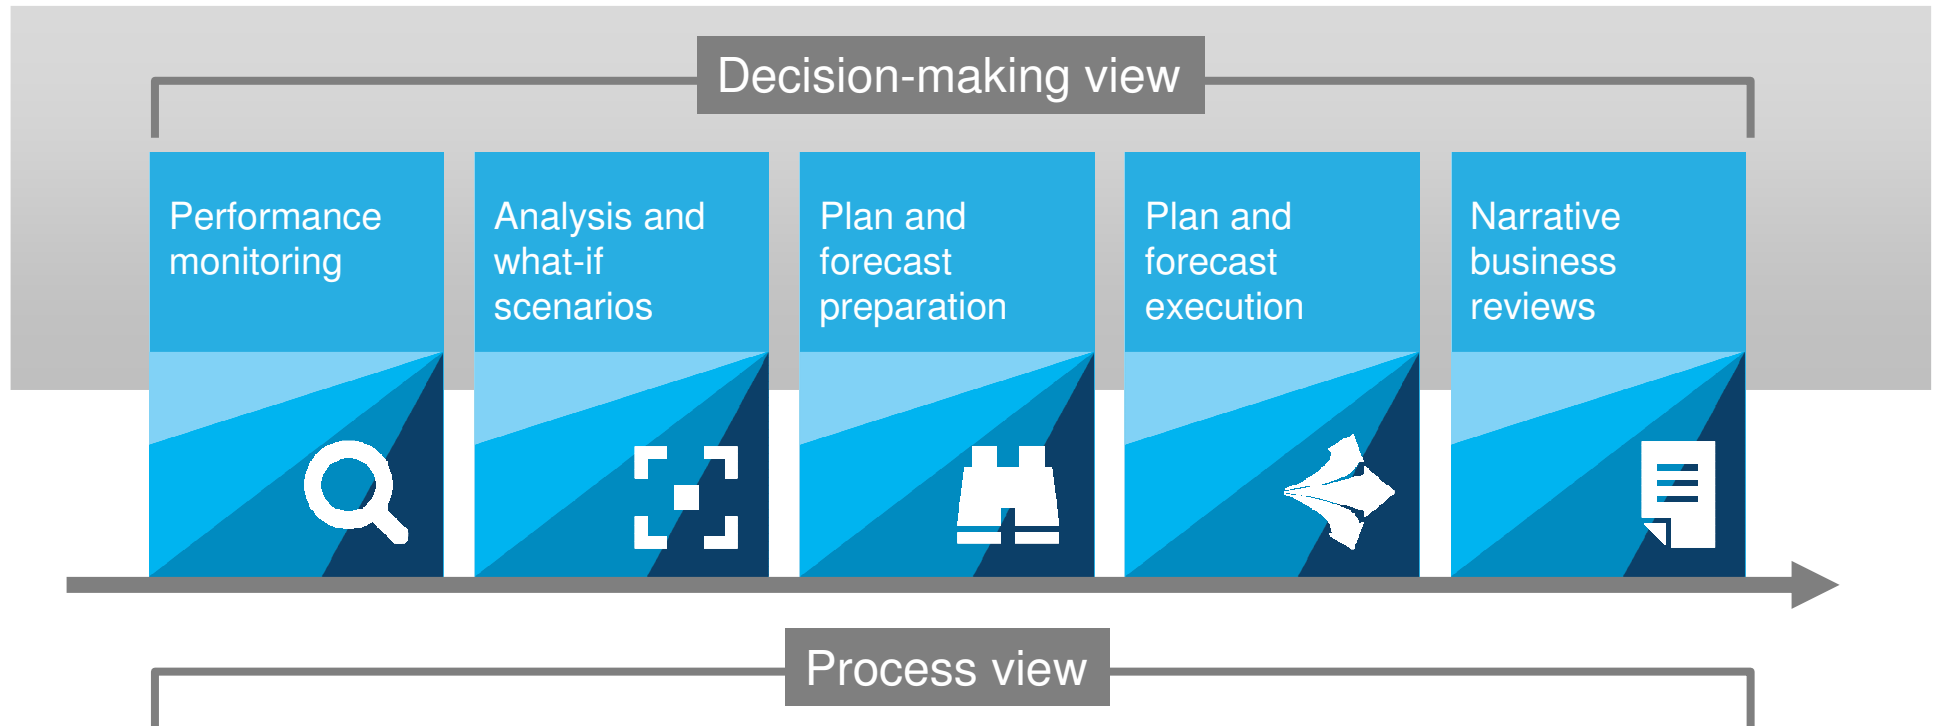 Decision-making view
Performance
monitoring
Analysis and
what-if
scenarios
Plan and
forecast
preparation
Plan and
forecast
execution
Narrative
business
reviews
Process view